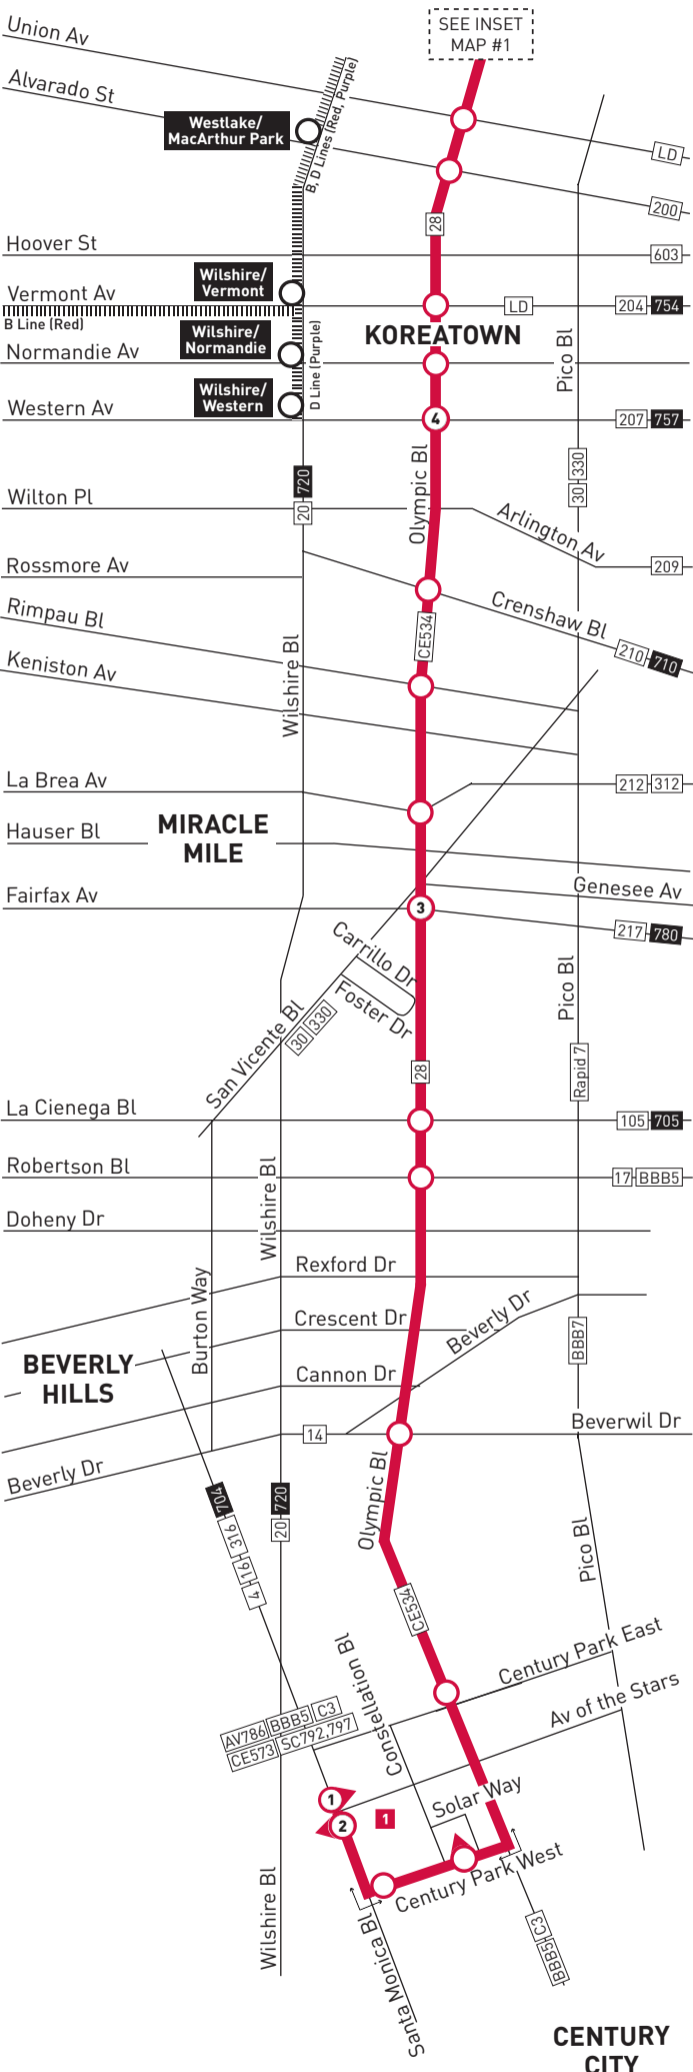 SEE INSET
MAP #1
Union Av
Alvarado St
B, D Lines (Red, Purple)
Westlake/
MacArthur Park
LD
200
28
Hoover St
603
Wilshire/
Vermont
Vermont Av
LD
204 754
B Line (Red)
KOREATOWN
Wilshire/
Normandie
Normandie Av
D Line (Purple)
Pico Bl
Wilshire/
Western
Western Av
4
207 757
Olympic Bl
30 330
20 720
Wilton Pl
Arlington Av
209
Rossmore Av
Crenshaw Bl
210 710
Rimpau Bl
CE534
Keniston Av
Wilshire Bl
La Brea Av
212 312
MIRACLE
MILE
Hauser Bl
Genesee Av
Fairfax Av
3
217 780
Carrillo Dr
Foster Dr
San Vicente Bl
30 330
Pico Bl
28
Rapid 7
La Cienega Bl
105 705
Robertson Bl
17 BBB5
Doherty Dr
Wilshire Bl
Rexford Dr
Burton Way
Crescent Dr
Beverly Dr
BBB7
BEVERLY
HILLS
Cannon Dr
14
Beverwil Dr
Beverly Dr
Olympic Bl
704
4 16 316
20 720
Pico Bl
CE534
Century Park East
Constellation Bl
Av of the Stars
AV786 BBB5 C3
CE573 SC792,797
1
2
1
Solar Way
Century Park West
Wilshire Bl
Santa Monica Bl
BBB5 C3
CENTURY
CITY